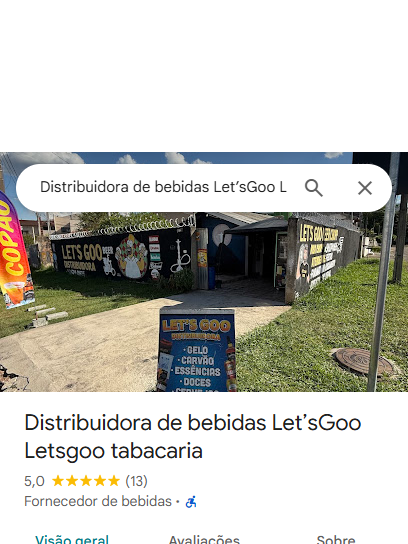 Distribuidora de bebidas Let'sGoo L
COPÃO
LET'S GOO
DISTRIBUIDORA
LET'S GOO
LET'S GOO
• GELO
• CARVÃO
• ESSÊNCIAS
• DOCES
Distribuidora de bebidas Let'sGoo
Letsgoo tabacaria
5,0 ★★★★★ (13)
Fornecedor de bebidas •
Visão geral Avaliações Sobre